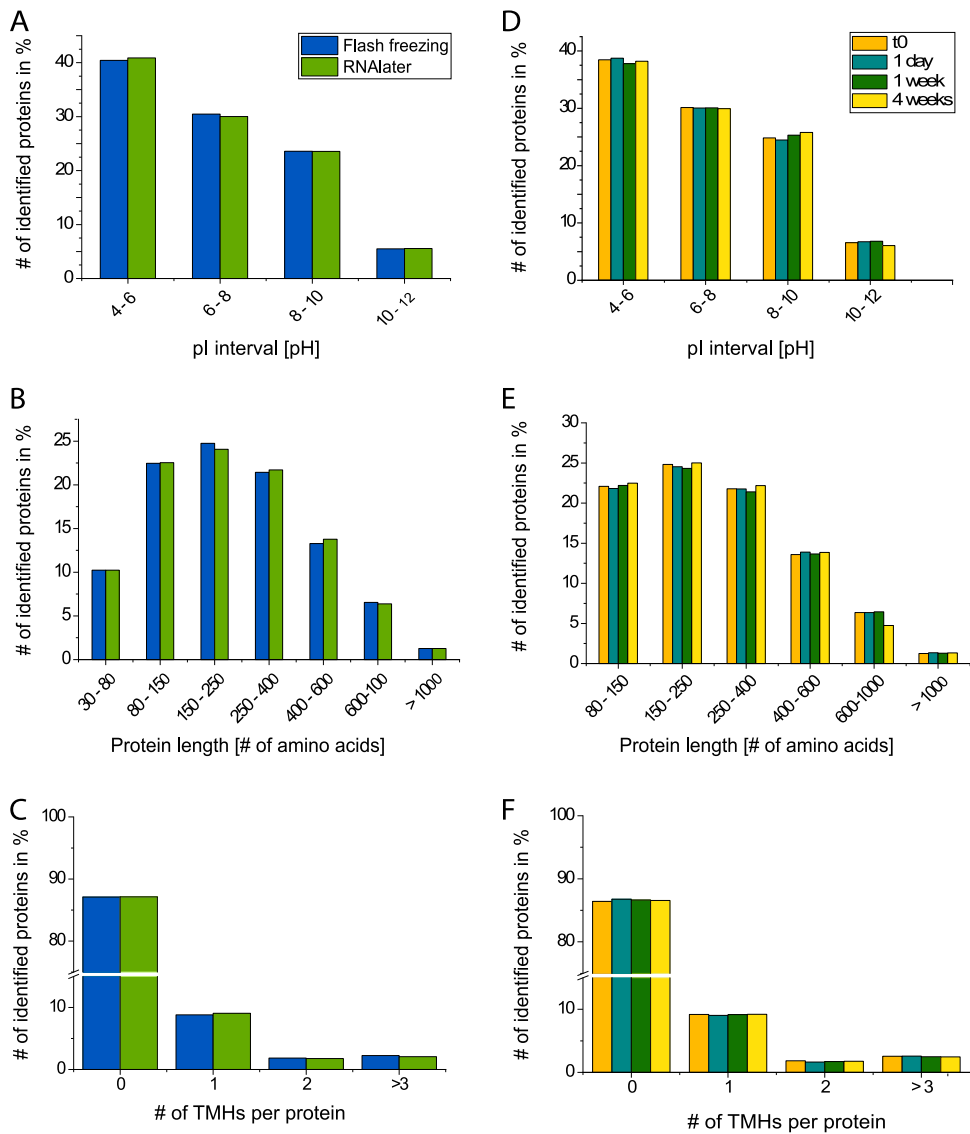 A
Flash freezing
RNAlater
# of identified proteins in %
40
30
20
10
0
4 - 6
6 - 8
8 - 10
10 - 12
pI interval [pH]
D
t0
1 day
1 week
4 weeks
# of identified proteins in %
40
30
20
10
0
4 - 6
6 - 8
8 - 10
10 - 12
pI interval [pH]
B
# of identified proteins in %
25
20
15
10
5
0
30 - 80
80 - 150
150 - 250
250 - 400
400 - 600
600-100
> 1000
Protein length [# of amino acids]
E
# of identified proteins in %
30
25
20
15
10
5
0
80 - 150
150 - 250
250 - 400
400 - 600
600-1000
> 1000
Protein length [# of amino acids]
C
# of identified proteins in %
100
90
80
10
0
0
1
2
>3
# of TMHs per protein
F
# of identified proteins in %
100
90
80
10
0
0
1
2
> 3
# of TMHs per protein